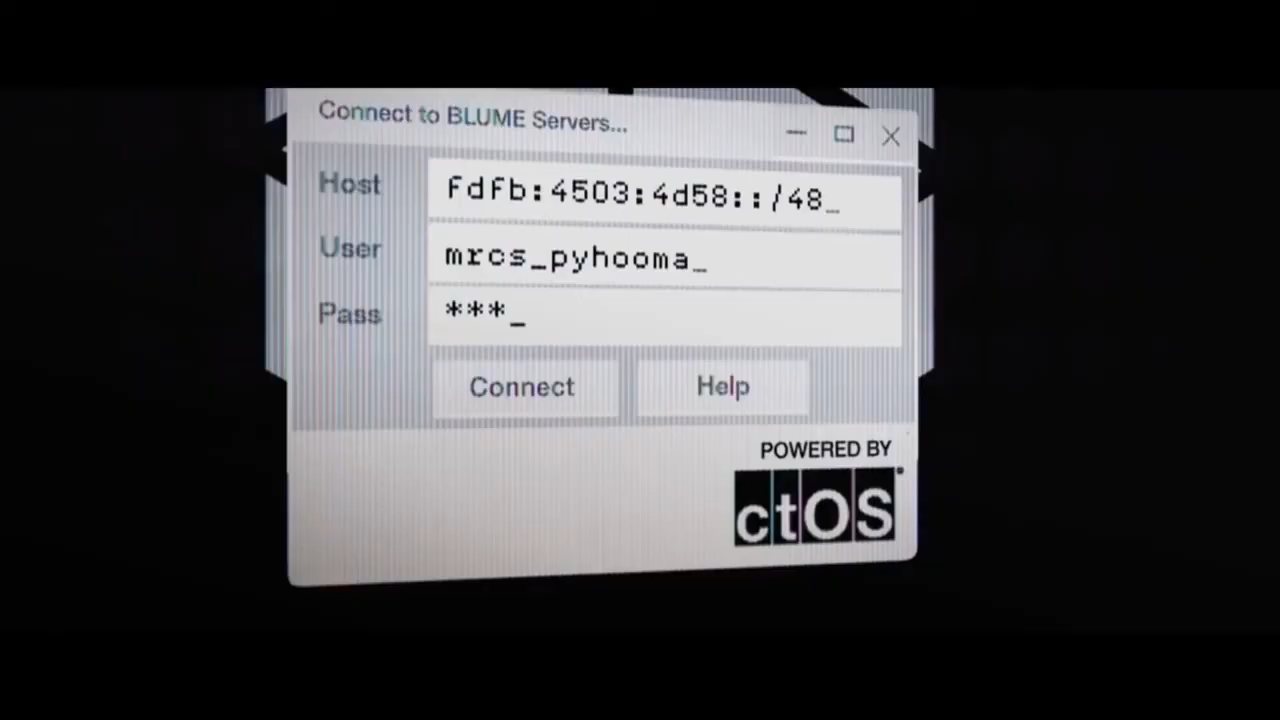 Connect to BLUME Servers...
Host fdfb:4503:4d58::/48_
User mrcs_pyhooma_
Pass ***_
Connect Help
POWERED BY
ctOS